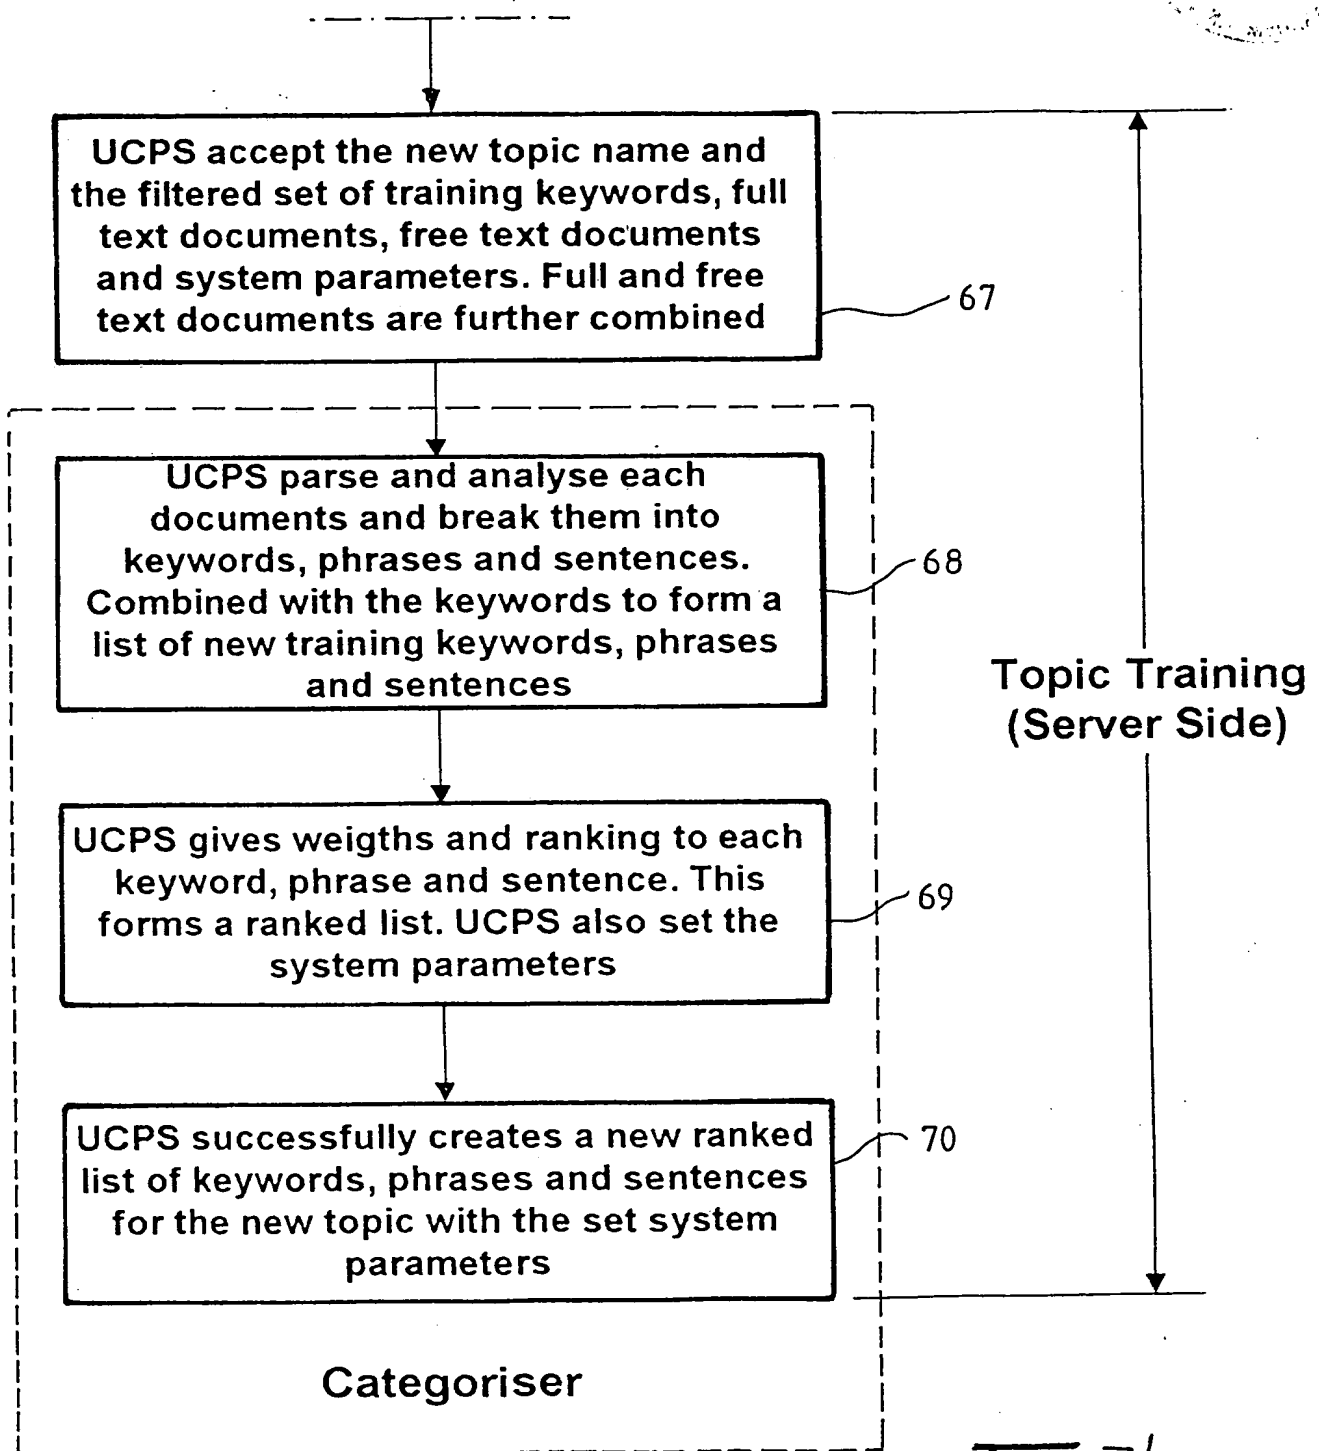 UCPS accept the new topic name and
the filtered set of training keywords, full
text documents, free text documents
and system parameters. Full and free
text documents are further combined
67
UCPS parse and analyse each
documents and break them into
keywords, phrases and sentences.
Combined with the keywords to form a
list of new training keywords, phrases
and sentences
68
Topic Training
(Server Side)
UCPS gives weigths and ranking to each
keyword, phrase and sentence. This
forms a ranked list. UCPS also set the
system parameters
69
UCPS successfully creates a new ranked
list of keywords, phrases and sentences
for the new topic with the set system
parameters
70
Categoriser